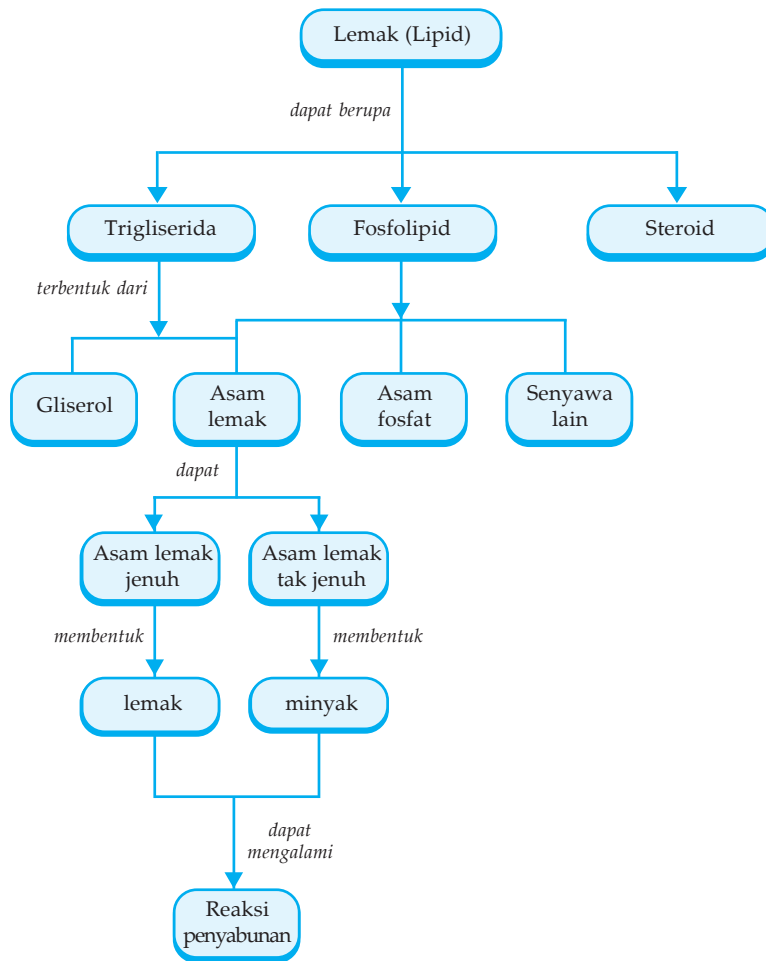 Lemak (Lipid)
dapat berupa
Trigliserida
Fosfolipid
Steroid
terbentuk dari
Gliserol
Asam
lemak
Asam
fosfat
Senyawa
lain
dapat
Asam lemak
jenuh
Asam lemak
tak jenuh
membentuk
membentuk
lemak
minyak
dapat
mengalami
Reaksi
penyabunan